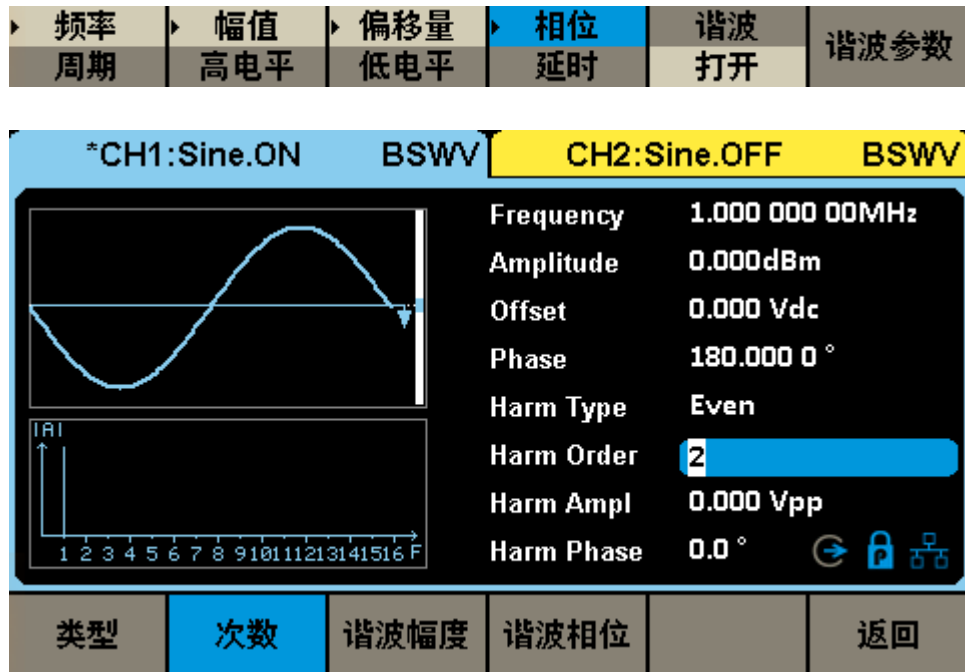 频率 幅值 偏移量 相位 谐波 谐波参数
周期 高电平 低电平 延时 打开
*CH1:Sine.ON BSWV CH2:Sine.OFF BSWV
Frequency 1.000 000 00MHz
Amplitude 0.000dBm
Offset 0.000 Vdc
Phase 180.000 0 °
Harm Type Even
Harm Order 2
Harm Ampl 0.000 Vpp
Harm Phase 0.0 °
P
|A|
1 2 3 4 5 6 7 8 9 10 11 12 13 14 15 16 F
类型 次数 谐波幅度 谐波相位 返回